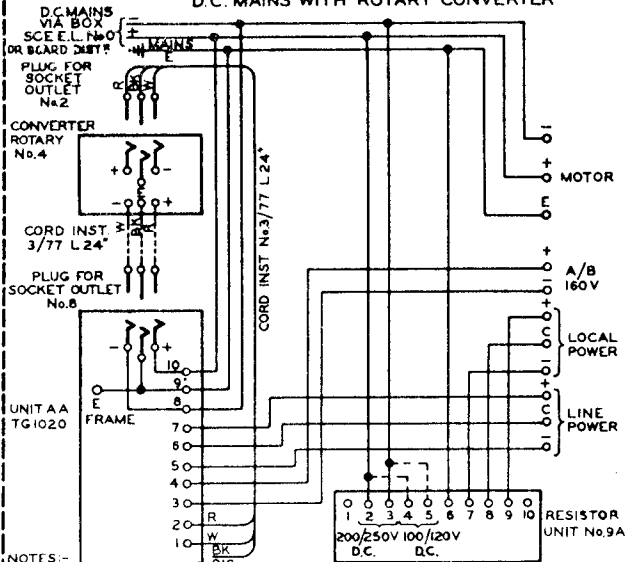 D.C. MAINS WITH ROTARY CONVERTER
D.C. MAINS
VIA BOX
SCE E.L. No O
OR BOARD DIST.
−
+
MAINS
E
PLUG FOR
SOCKET
OUTLET
No.2
R
BK
W
CONVERTER
ROTARY
No.4
+ −
− +
W
BK
R
CORD INST.
3/77 L 24"
CORD INST No.3/77 L 24"
PLUG FOR
SOCKET OUTLET
No.8
− +
E
FRAME
UNIT AA
TG1020
10
9
8
7
6
5
4
3
2
1
R
W
BK
− 
+ MOTOR
E
+ A/B
− 160 V
+
C LOCAL
POWER
−
+
C LINE
POWER
−
1 2 3 4 5 6 7 8 9 10
200/250V 100/120V
D.C. D.C.
RESISTOR
UNIT No.9A
NOTES:-